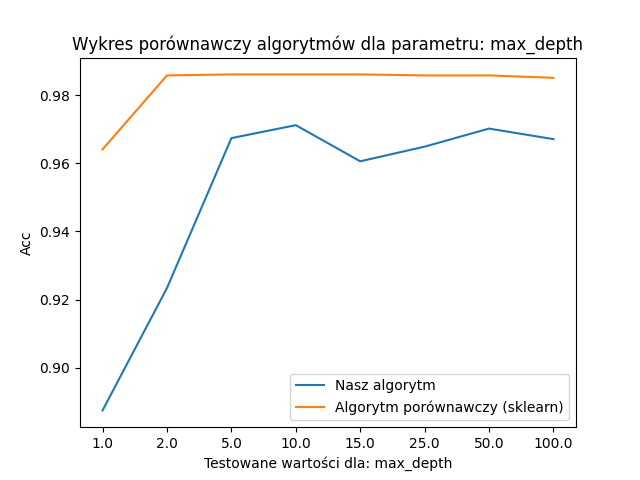 Wykres porównawczy algorytmów dla parametru: max_depth
0.98
0.96
0.94
0.92
0.90
Acc
Nasz algorytm
Algorytm porównawczy (sklearn)
1.0 2.0 5.0 10.0 15.0 25.0 50.0 100.0
Testowane wartości dla: max_depth